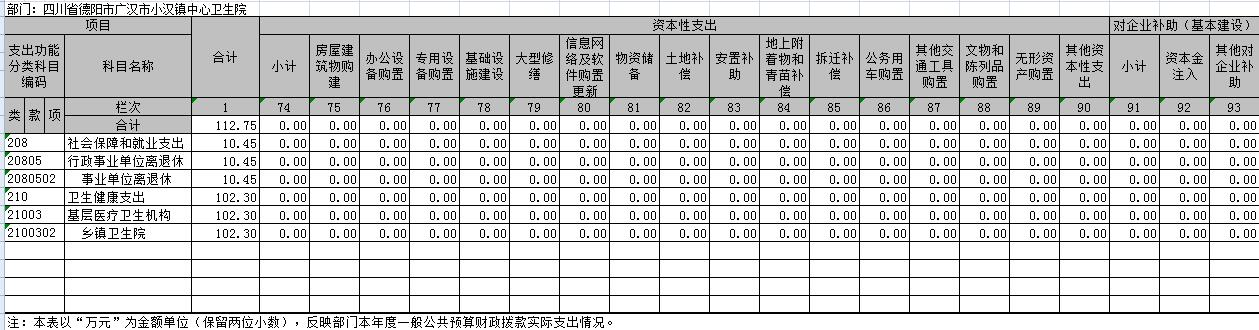 部门：四川省德阳市广汉市小汉镇中心卫生院
项目 合计 资本性支出 对企业补助（基本建设）
支出功能分类科目编码 科目名称 小计 房屋建筑物购建 办公设备购置 专用设备购置 基础设施建设 大型修缮 信息网络及软件购置更新 物资储备 土地补偿 安置补助 地上附着物和青苗补偿 拆迁补偿 公务用车购置 其他交通工具购置 文物和陈列品购置 无形资产购置 其他资本性支出 小计 资本金注入 其他对企业补助
类 款 项 栏次 1 74 75 76 77 78 79 80 81 82 83 84 85 86 87 88 89 90 91 92 93
合计 112.75 0.00 0.00 0.00 0.00 0.00 0.00 0.00 0.00 0.00 0.00 0.00 0.00 0.00 0.00 0.00 0.00 0.00 0.00 0.00 0.00
208 社会保障和就业支出 10.45 0.00 0.00 0.00 0.00 0.00 0.00 0.00 0.00 0.00 0.00 0.00 0.00 0.00 0.00 0.00 0.00 0.00 0.00 0.00 0.00
20805 行政事业单位离退休 10.45 0.00 0.00 0.00 0.00 0.00 0.00 0.00 0.00 0.00 0.00 0.00 0.00 0.00 0.00 0.00 0.00 0.00 0.00 0.00 0.00
2080502 事业单位离退休 10.45 0.00 0.00 0.00 0.00 0.00 0.00 0.00 0.00 0.00 0.00 0.00 0.00 0.00 0.00 0.00 0.00 0.00 0.00 0.00 0.00
210 卫生健康支出 102.30 0.00 0.00 0.00 0.00 0.00 0.00 0.00 0.00 0.00 0.00 0.00 0.00 0.00 0.00 0.00 0.00 0.00 0.00 0.00 0.00
21003 基层医疗卫生机构 102.30 0.00 0.00 0.00 0.00 0.00 0.00 0.00 0.00 0.00 0.00 0.00 0.00 0.00 0.00 0.00 0.00 0.00 0.00 0.00 0.00
2100302 乡镇卫生院 102.30 0.00 0.00 0.00 0.00 0.00 0.00 0.00 0.00 0.00 0.00 0.00 0.00 0.00 0.00 0.00 0.00 0.00 0.00 0.00 0.00
注：本表以“万元”为金额单位（保留两位小数），反映部门本年度一般公共预算财政拨款实际支出情况。